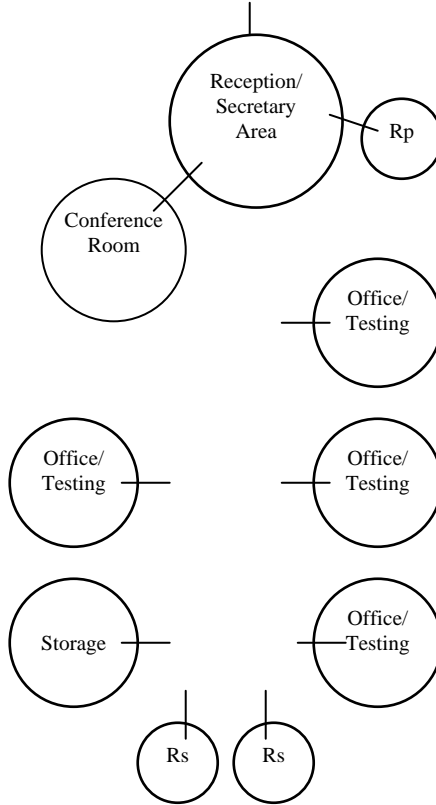 Reception/
Secretary
Area
Rp
Conference
Room
Office/
Testing
Office/
Testing
Office/
Testing
Storage
Office/
Testing
Rs
Rs